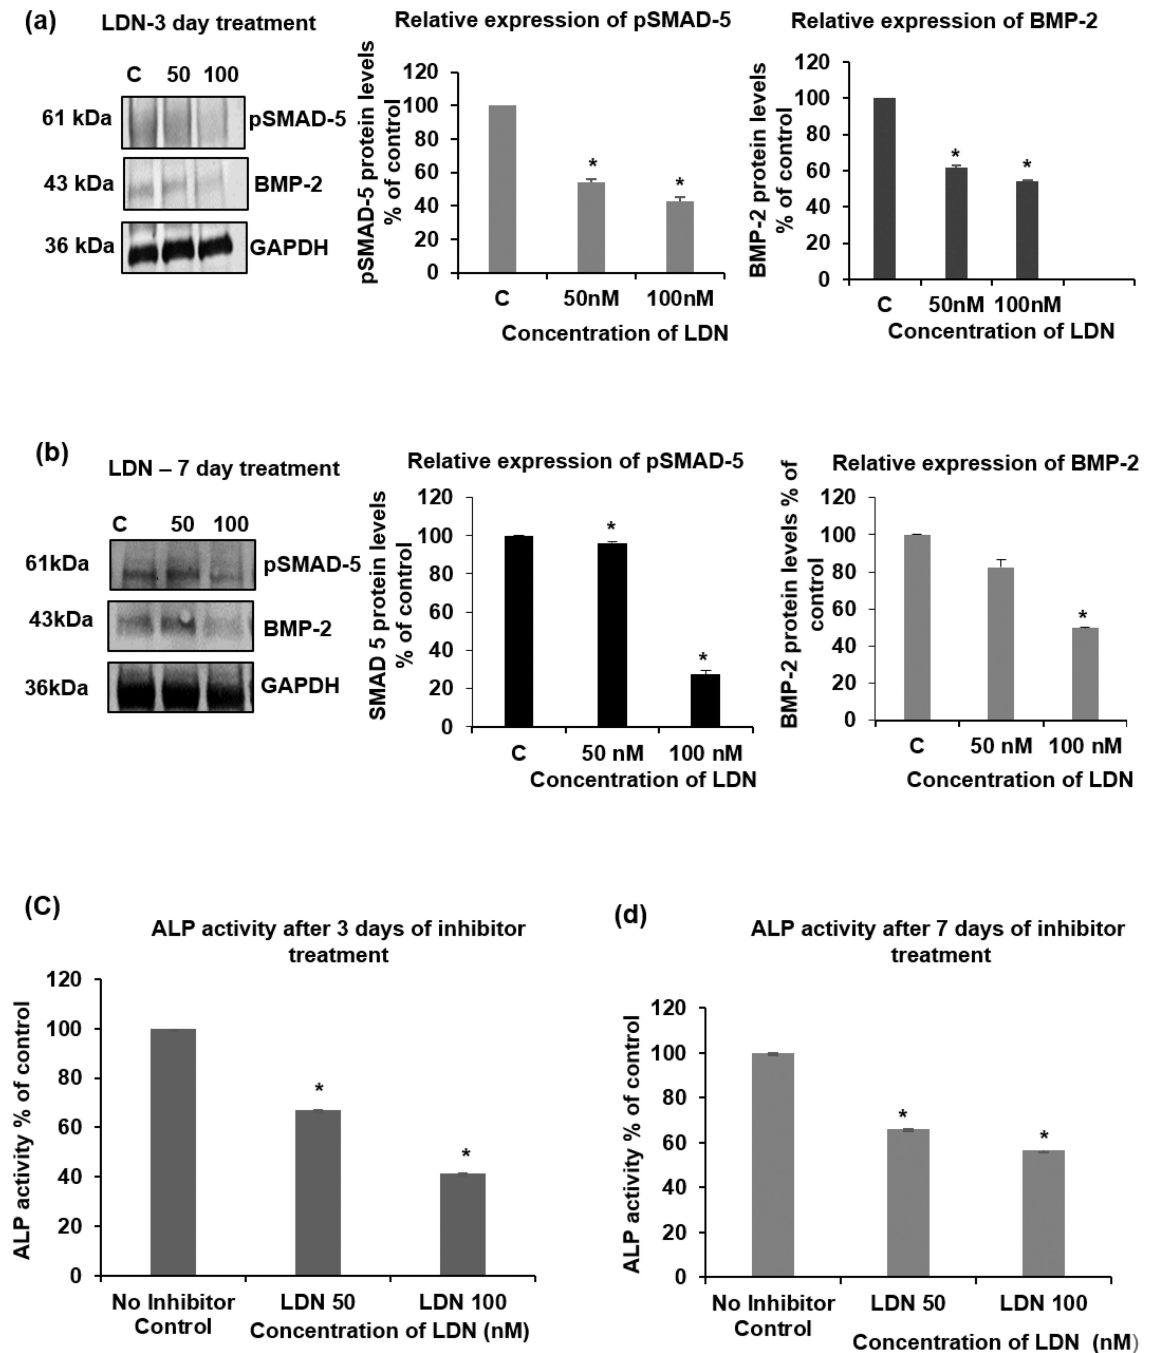 (a)
LDN-3 day treatment
C 50 100
61 kDa
pSMAD-5
43 kDa
BMP-2
36 kDa
GAPDH
Relative expression of pSMAD-5
pSMAD-5 protein levels
% of control
120
100
80
60
40
20
0
*
*
C 50nM 100nM
Concentration of LDN
Relative expression of BMP-2
BMP-2 protein levels
% of control
120
100
80
60
40
20
0
*
*
C 50nM 100nM
Concentration of LDN
(b)
LDN – 7 day treatment
C 50 100
61kDa
pSMAD-5
43kDa
BMP-2
36kDa
GAPDH
Relative expression of pSMAD-5
SMAD 5 protein levels
% of control
120
100
80
60
40
20
0
*
*
C 50 nM 100 nM
Concentration of LDN
Relative expression of BMP-2
BMP-2 protein levels % of
control
120
100
80
60
40
20
0
*
C 50 nM 100 nM
Concentration of LDN
(C)
ALP activity after 3 days of inhibitor
treatment
ALP activity % of control
120
100
80
60
40
20
0
*
*
No Inhibitor
Control
LDN 50
LDN 100
Concentration of LDN (nM)
(d)
ALP activity after 7 days of inhibitor
treatment
ALP activity % of control
120
100
80
60
40
20
0
*
*
No Inhibitor
Control
LDN 50
LDN 100
Concentration of LDN (nM)